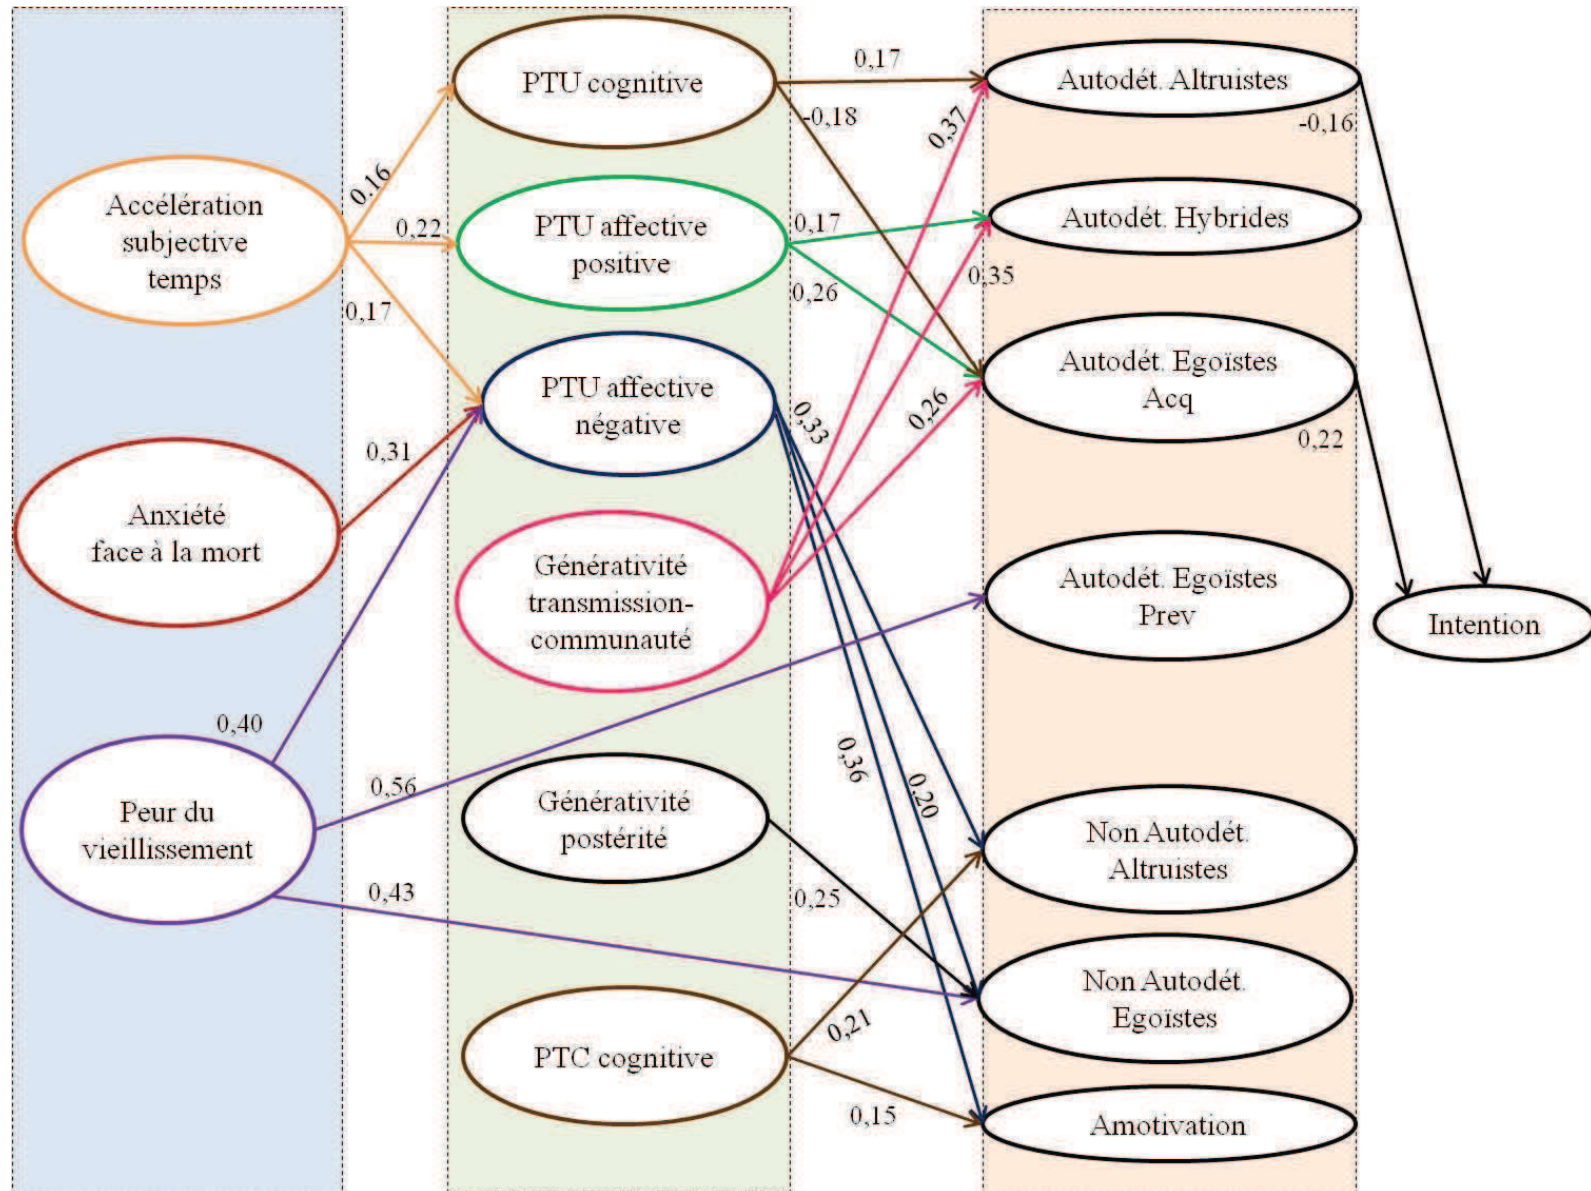 PTU cognitive
0,17
Autodét. Altruistes
-0,18
0,37
-0,16
0.16
Accélération
subjective
temps
0,22
PTU affective
positive
0,17
Autodét. Hybrides
0,26
0,35
0,17
PTU affective
négative
Autodét. Egoïstes
Acq
0,33
0,26
0,22
0,31
Anxiété
face à la mort
Générativité
transmission-
communauté
Autodét. Egoïstes
Prev
Intention
0,40
0,56
0,36
0,20
Peur du
vieillissement
Générativité
postérité
Non Autodét.
Altruistes
0,43
0,25
Non Autodét.
Egoïstes
0,21
PTC cognitive
0,15
Amotivation